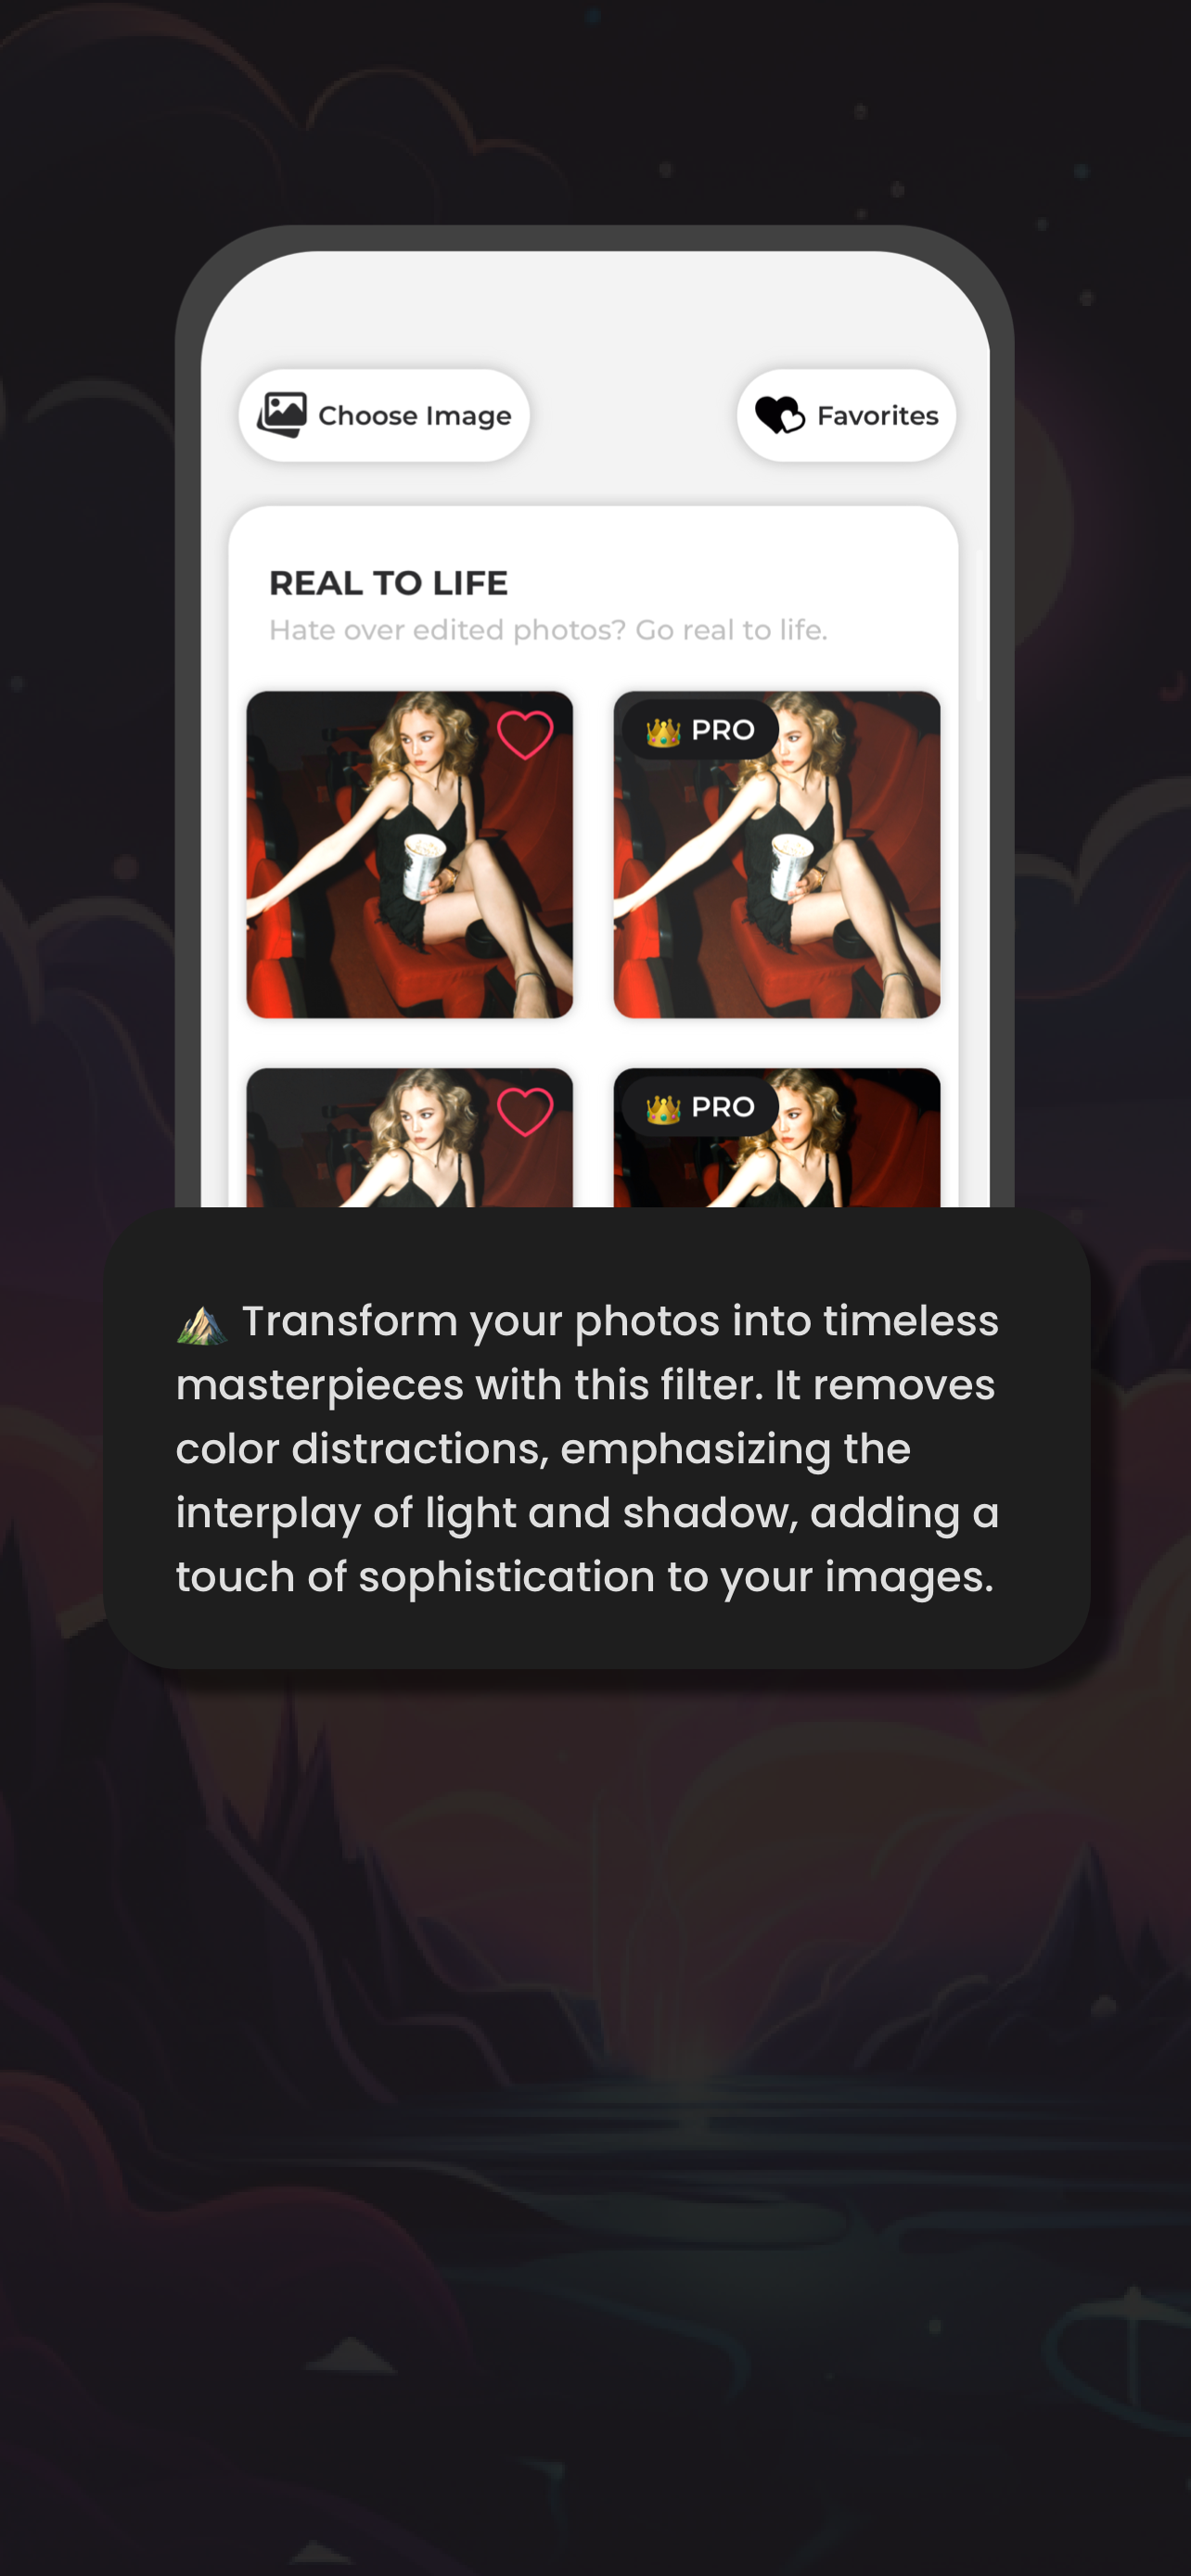 Choose Image
Favorites
REAL TO LIFE
Hate over edited photos? Go real to life.
👑 PRO
👑 PRO
⛰️ Transform your photos into timeless
masterpieces with this filter. It removes
color distractions, emphasizing the
interplay of light and shadow, adding a
touch of sophistication to your images.